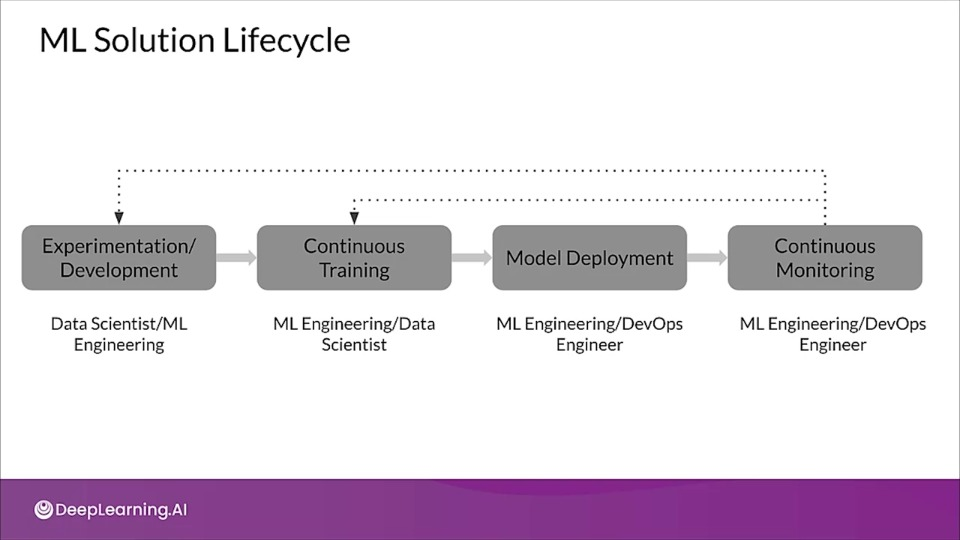 ML Solution Lifecycle
Experimentation/
Development
Continuous
Training
Model Deployment
Continuous
Monitoring
Data Scientist/ML
Engineering
ML Engineering/Data
Scientist
ML Engineering/DevOps
Engineer
ML Engineering/DevOps
Engineer
DeepLearning.AI